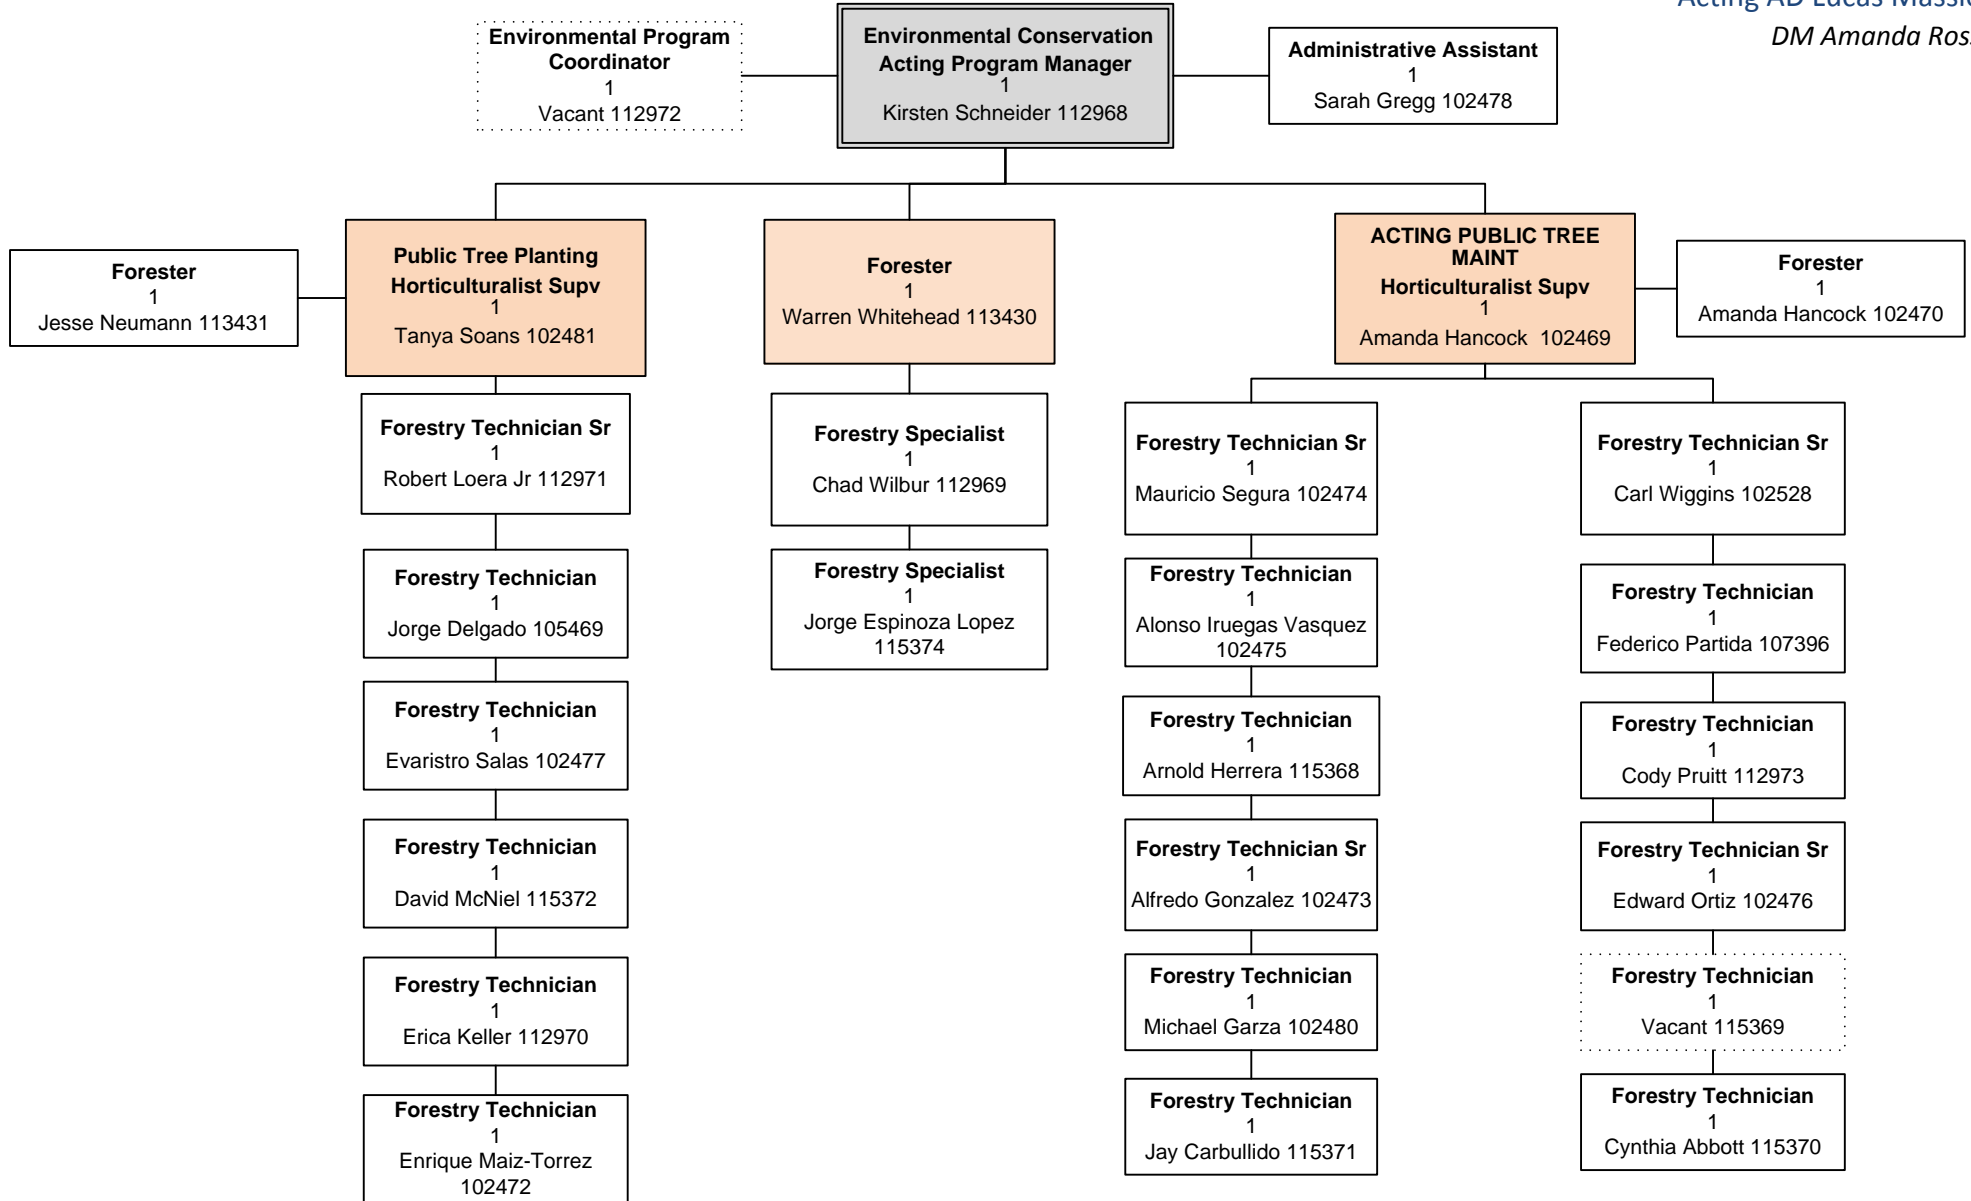 Acting AD Lucas
DM Amanda
Environmental Program
Coordinator
1
Vacant 112972
Environmental Conservation
Acting Program Manager
1
Kirsten Schneider 112968
Administrative Assistant
1
Sarah Gregg 102478
Forester
1
Jesse Neumann 113431
Public Tree Planting
Horticulturalist Supv
1
Tanya Soans 102481
Forester
1
Warren Whitehead 113430
ACTING PUBLIC TREE
MAINT
Horticulturalist Supv
1
Amanda Hancock 102469
Forester
1
Amanda Hancock 102470
Forestry Technician Sr
1
Robert Loera Jr 112971
Forestry Technician
1
Jorge Delgado 105469
Forestry Technician
1
Evaristro Salas 102477
Forestry Technician
1
David McNiel 115372
Forestry Technician
1
Erica Keller 112970
Forestry Technician
1
Enrique Maiz-Torrez
102472
Forestry Specialist
1
Chad Wilbur 112969
Forestry Specialist
1
Jorge Espinoza Lopez
115374
Forestry Technician Sr
1
Mauricio Segura 102474
Forestry Technician
1
Alonso Iruegas Vasquez
102475
Forestry Technician
1
Arnold Herrera 115368
Forestry Technician Sr
1
Alfredo Gonzalez 102473
Forestry Technician
1
Michael Garza 102480
Forestry Technician
1
Jay Carbullido 115371
Forestry Technician Sr
1
Carl Wiggins 102528
Forestry Technician
1
Federico Partida 107396
Forestry Technician
1
Cody Pruitt 112973
Forestry Technician Sr
1
Edward Ortiz 102476
Forestry Technician
1
Vacant 115369
Forestry Technician
1
Cynthia Abbott 115370